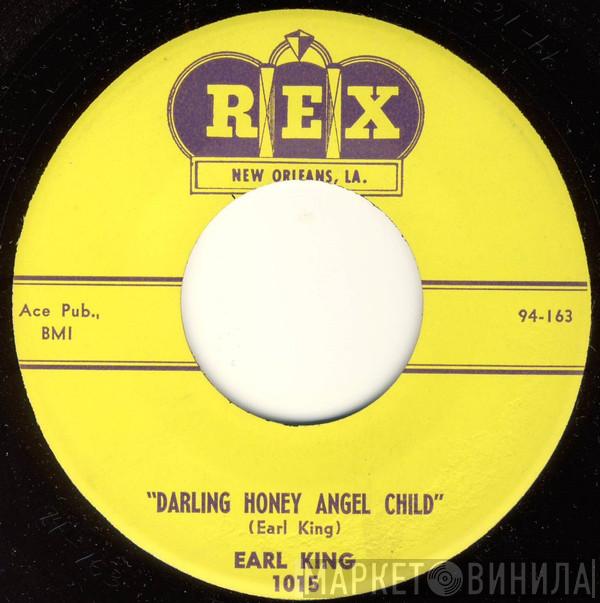 REX
NEW ORLEANS, LA.
Ace Pub.,
BMI
94-163
"DARLING HONEY ANGEL CHILD"
(Earl King)
EARL KING
1015
МАРКЕТ ВИНИЛА